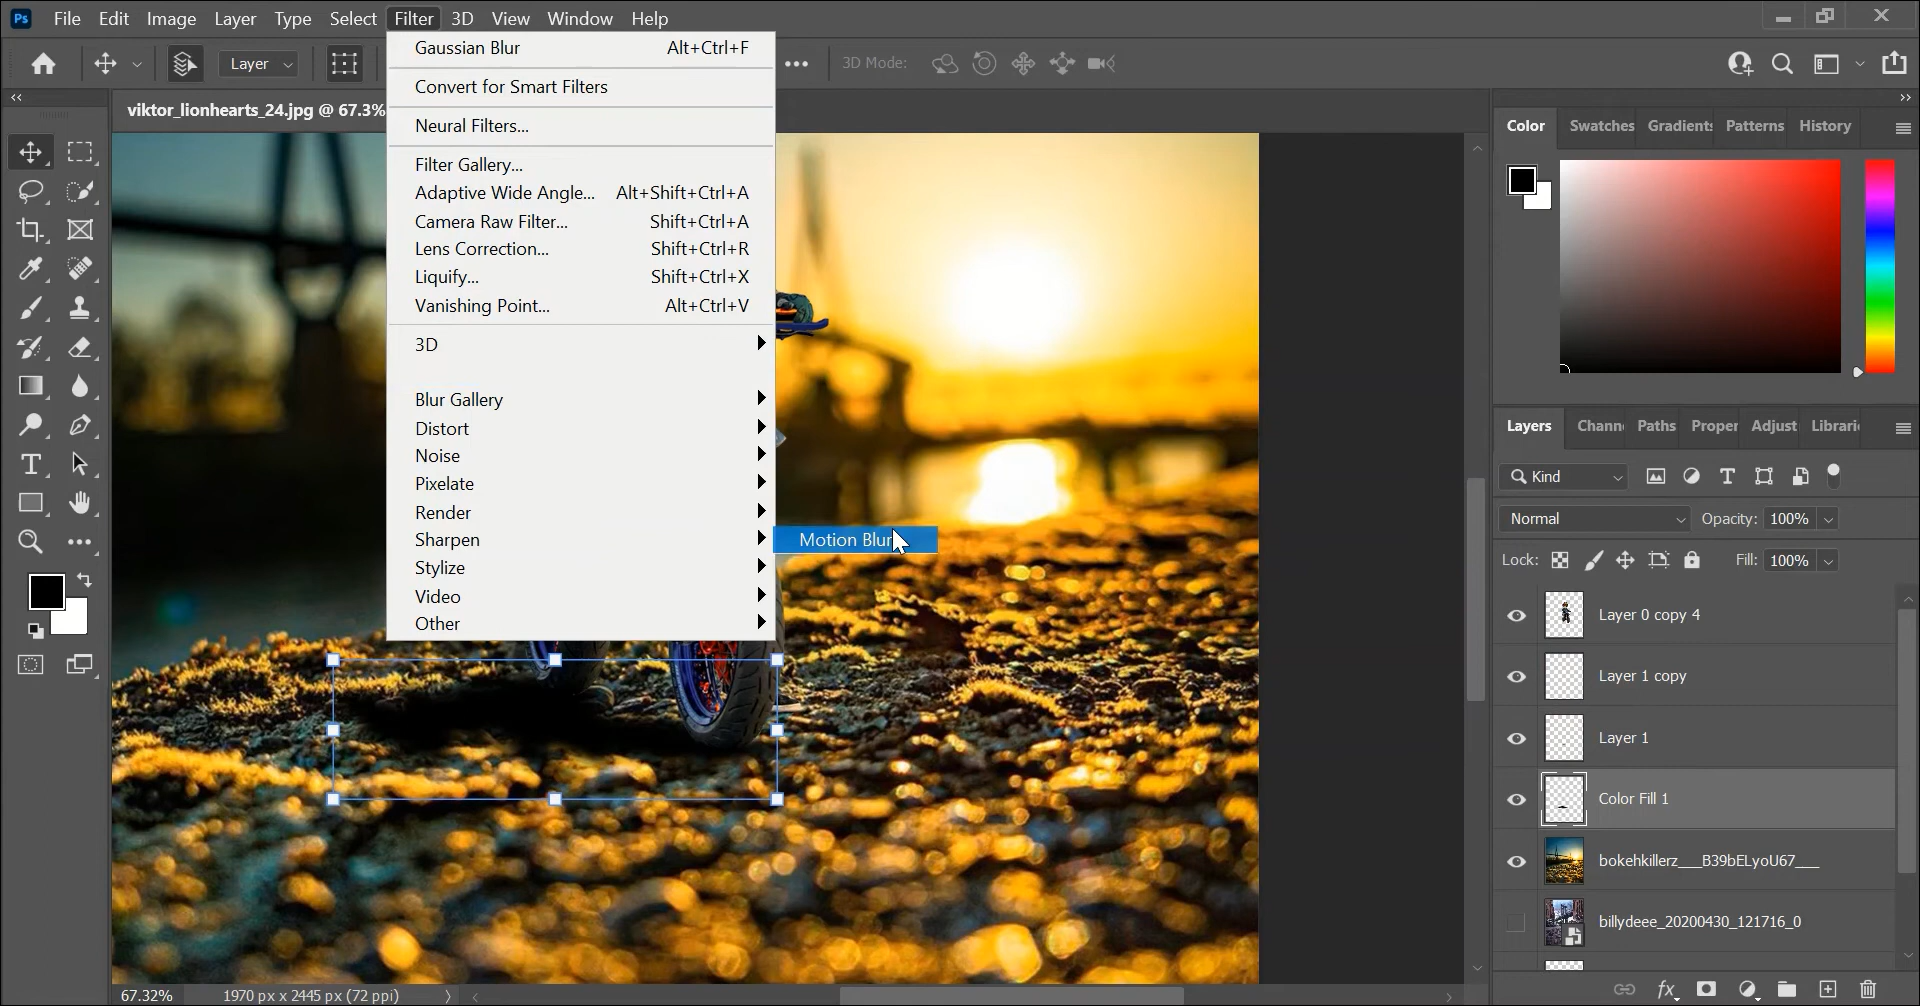 Ps File Edit Image Layer Type Select Filter 3D View Window Help
Layer 3D Mode:
viktor_lionhearts_24.jpg @ 67.3%
Gaussian Blur Alt+Ctrl+F
Convert for Smart Filters
Neural Filters...
Filter Gallery...
Adaptive Wide Angle... Alt+Shift+Ctrl+A
Camera Raw Filter... Shift+Ctrl+A
Lens Correction... Shift+Ctrl+R
Liquify... Shift+Ctrl+X
Vanishing Point... Alt+Ctrl+V
3D
Blur Gallery
Distort
Noise
Pixelate
Render
Sharpen
Stylize
Video
Other
Motion Blur
Color Swatches Gradients Patterns History
Layers Chann Paths Proper Adjust Librari
Kind
Normal Opacity: 100%
Lock: Fill: 100%
Layer 0 copy 4
Layer 1 copy
Layer 1
Color Fill 1
bokehkillerz___B39bELyoU67___
billydeee_20200430_121716_0
fx
67.32% 1970 px x 2445 px (72 ppi)